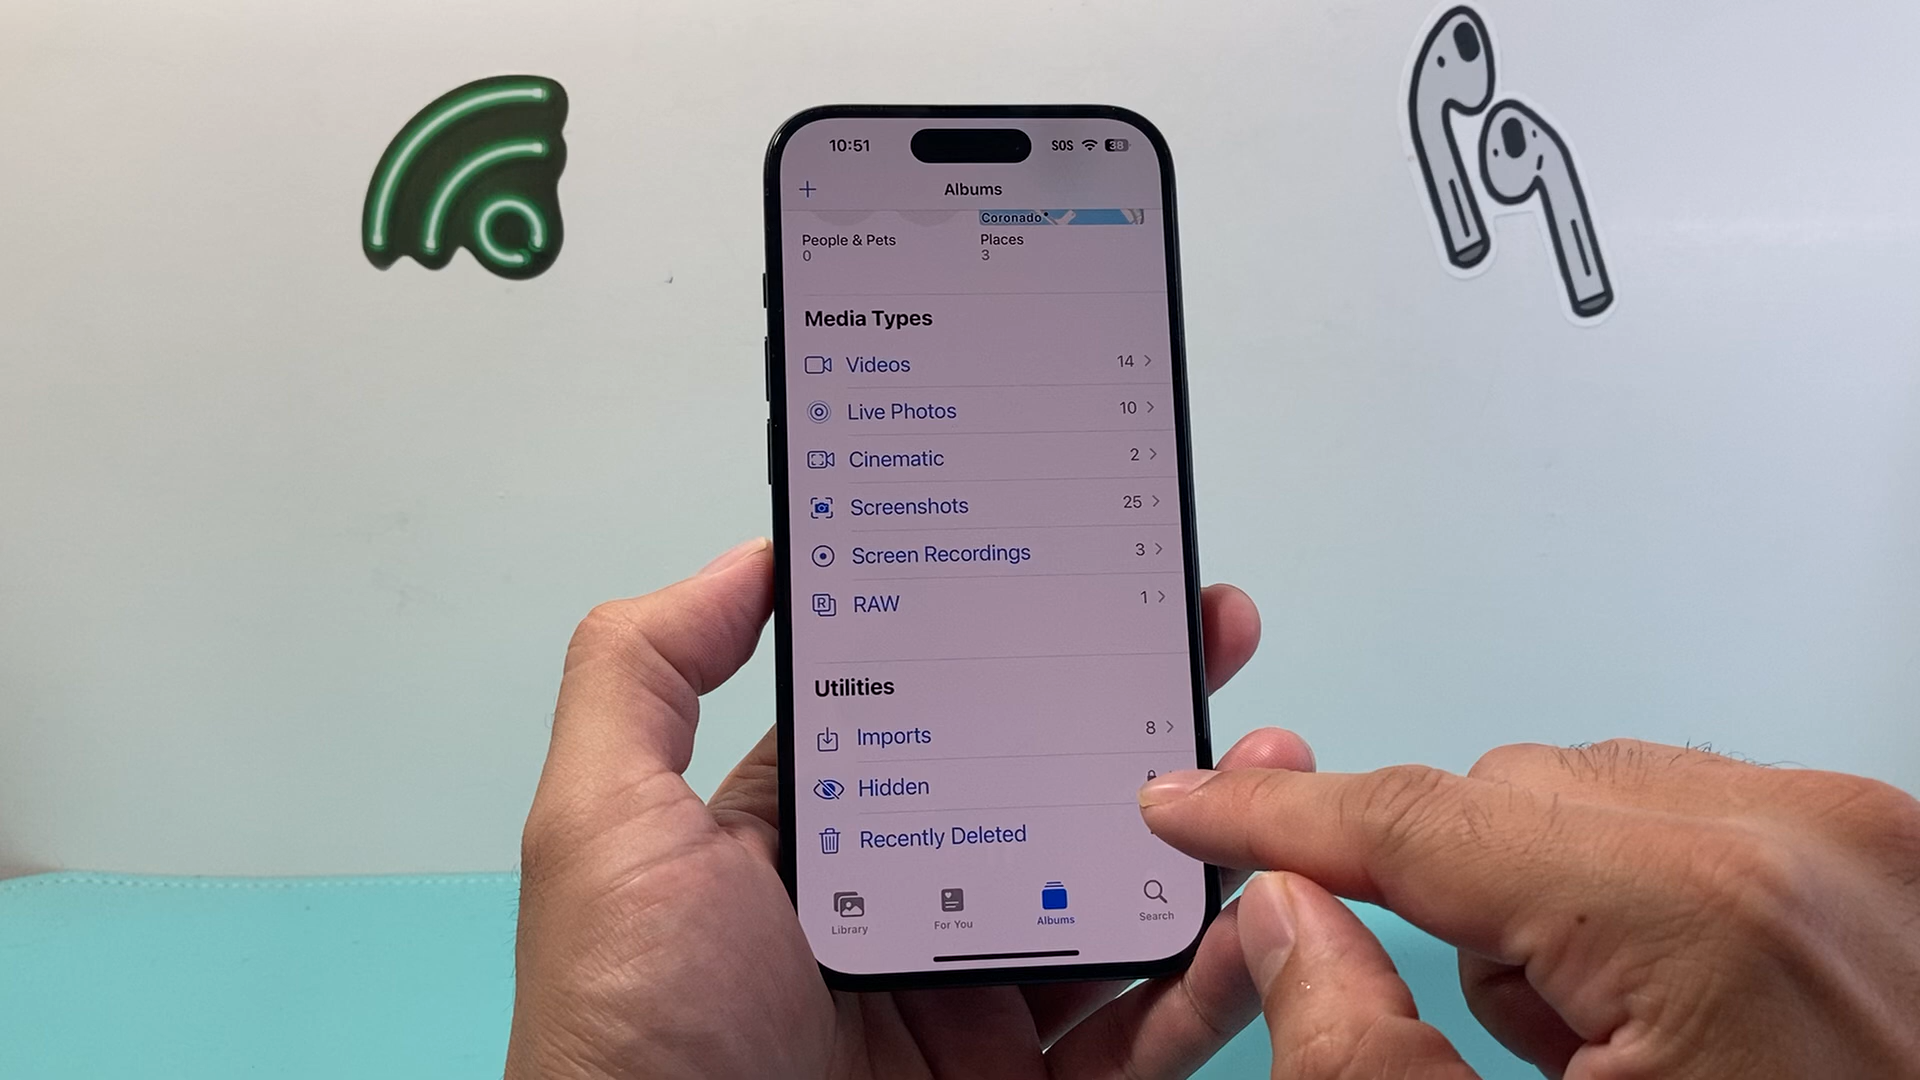 10:51 SOS 38
Albums
Coronado
People & Pets Places
0 3
Media Types
Videos 14
Live Photos 10
Cinematic 2
Screenshots 25
Screen Recordings 3
RAW 1
Utilities
Imports 8
Hidden
Recently Deleted
Library For You Albums Search